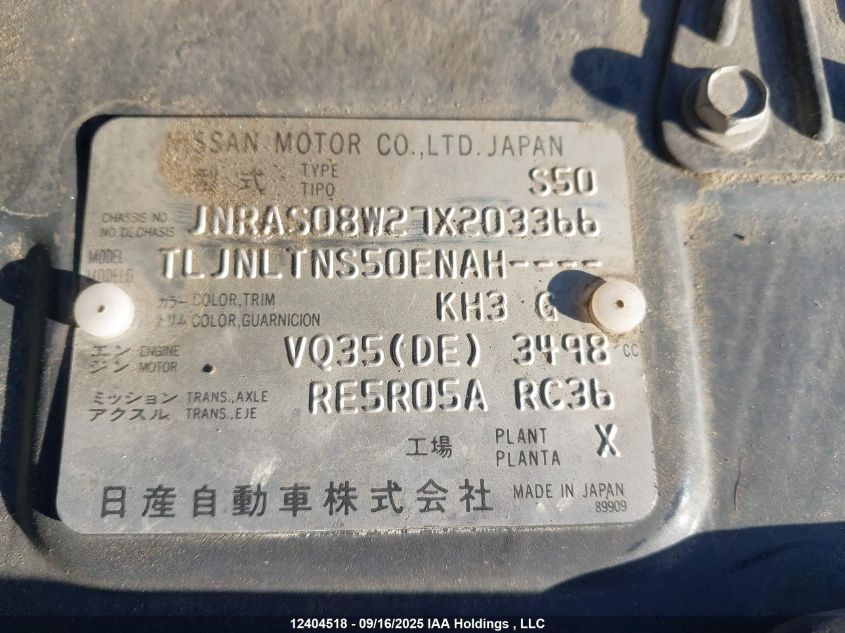 NISSAN MOTOR CO.,LTD.JAPAN
型式 TYPE TIPO S50
CHASSIS NO NO.DE CHASIS JNRAS08W27X203366
MODEL MODELO TLJNLTNS50ENAH----
カラー COLOR,TRIM KH3 G
トリム COLOR,GUARNICION
エン ENGINE VQ35(DE) 3498 CC
ジン MOTOR
ミッション TRANS.,AXLE RE5R05A RC36
アクスル TRANS.,EJE
工場 PLANT PLANTA X
日産自動車株式会社 MADE IN JAPAN
89909
12404518 - 09/16/2025 IAA Holdings , LLC